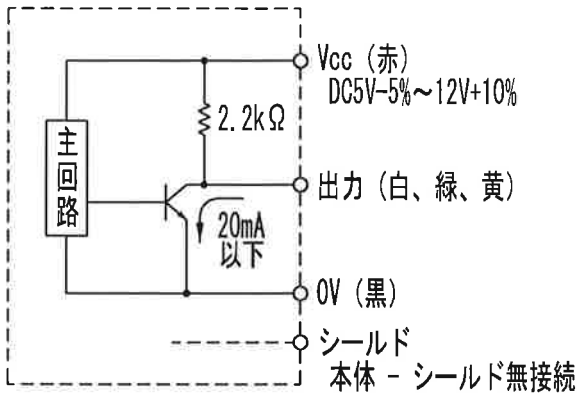 Vcc（赤）
DC5V-5%～12V+10%
2.2kΩ
主回路
出力（白、緑、黄）
20mA
以下
0V（黒）
シールド
本体 - シールド無接続